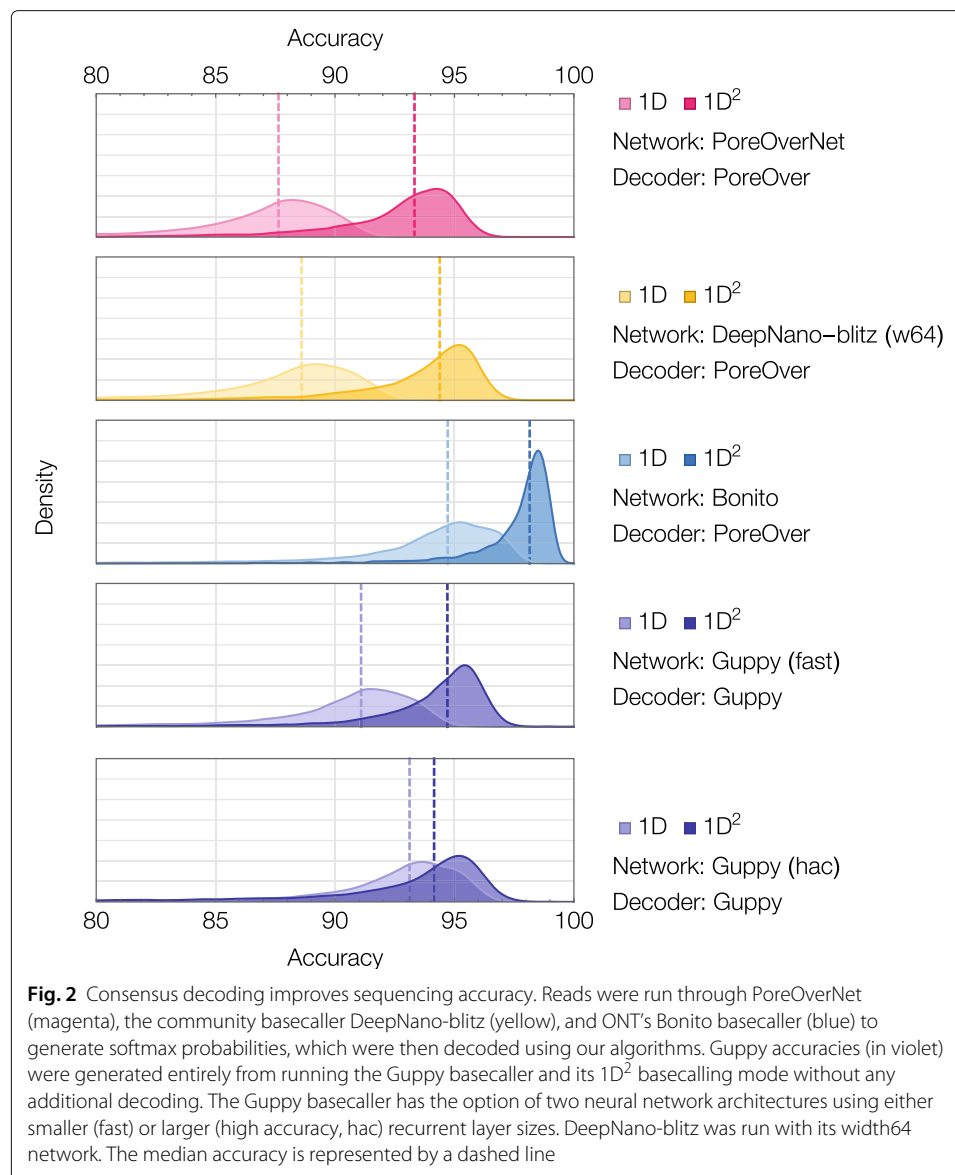 Accuracy
80 85 90 95 100
1D 1D²
Network: PoreOverNet
Decoder: PoreOver
1D 1D²
Network: DeepNano–blitz (w64)
Decoder: PoreOver
Density
1D 1D²
Network: Bonito
Decoder: PoreOver
1D 1D²
Network: Guppy (fast)
Decoder: Guppy
1D 1D²
Network: Guppy (hac)
Decoder: Guppy
80 85 90 95 100
Accuracy
Fig. 2 Consensus decoding improves sequencing accuracy. Reads were run through PoreOverNet
(magenta), the community basecaller DeepNano-blitz (yellow), and ONT's Bonito basecaller (blue) to
generate softmax probabilities, which were then decoded using our algorithms. Guppy accuracies (in violet)
were generated entirely from running the Guppy basecaller and its 1D² basecalling mode without any
additional decoding. The Guppy basecaller has the option of two neural network architectures using either
smaller (fast) or larger (high accuracy, hac) recurrent layer sizes. DeepNano-blitz was run with its width64
network. The median accuracy is represented by a dashed line